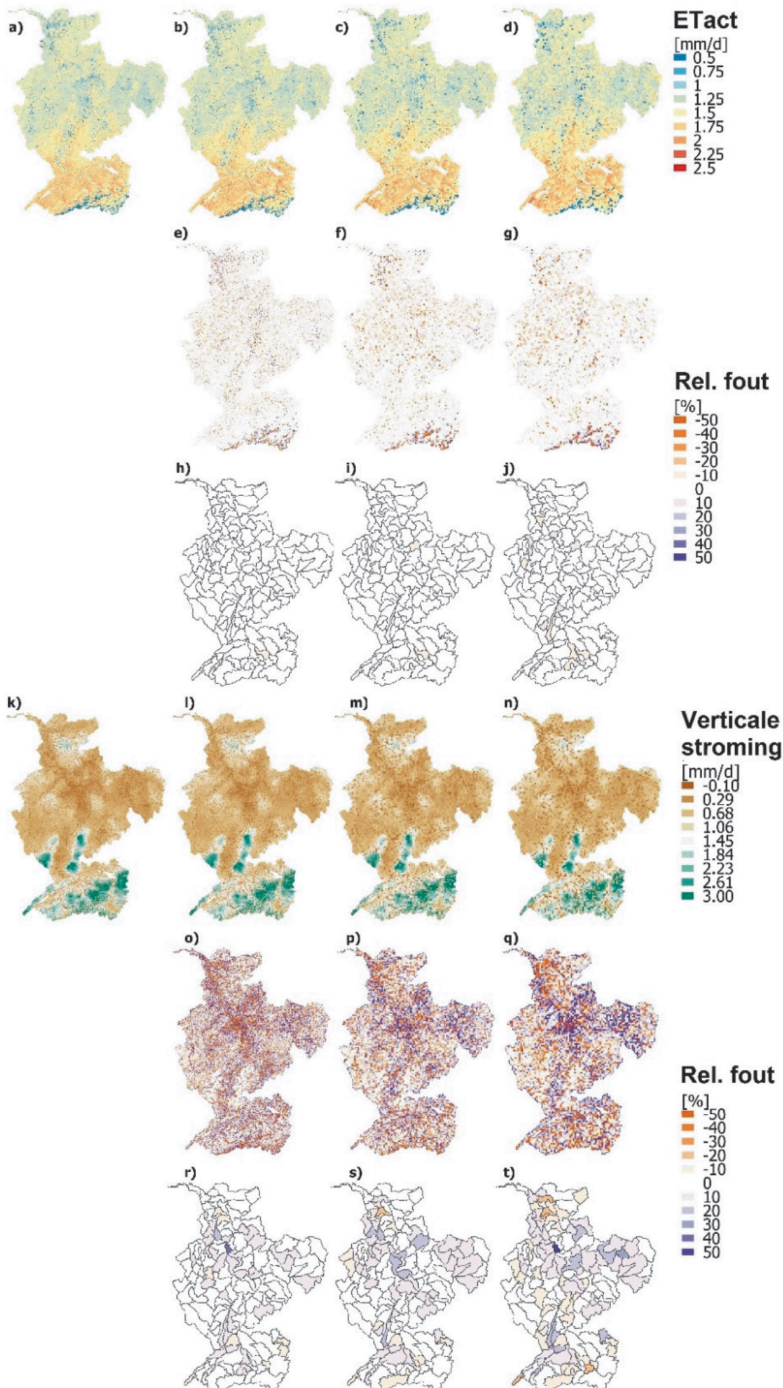 a)
b)
c)
d)
ETact
[mm/d]
0.5
0.75
1
1.25
1.5
1.75
2
2.25
2.5
e)
f)
g)
Rel. fout
[%]
-50
-40
-30
-20
-10
0
10
20
30
40
50
h)
i)
j)
k)
l)
m)
n)
Verticale
stroming
[mm/d]
-0.10
0.29
0.68
1.06
1.45
1.84
2.23
2.61
3.00
o)
p)
q)
Rel. fout
[%]
-50
-40
-30
-20
-10
0
10
20
30
40
50
r)
s)
t)